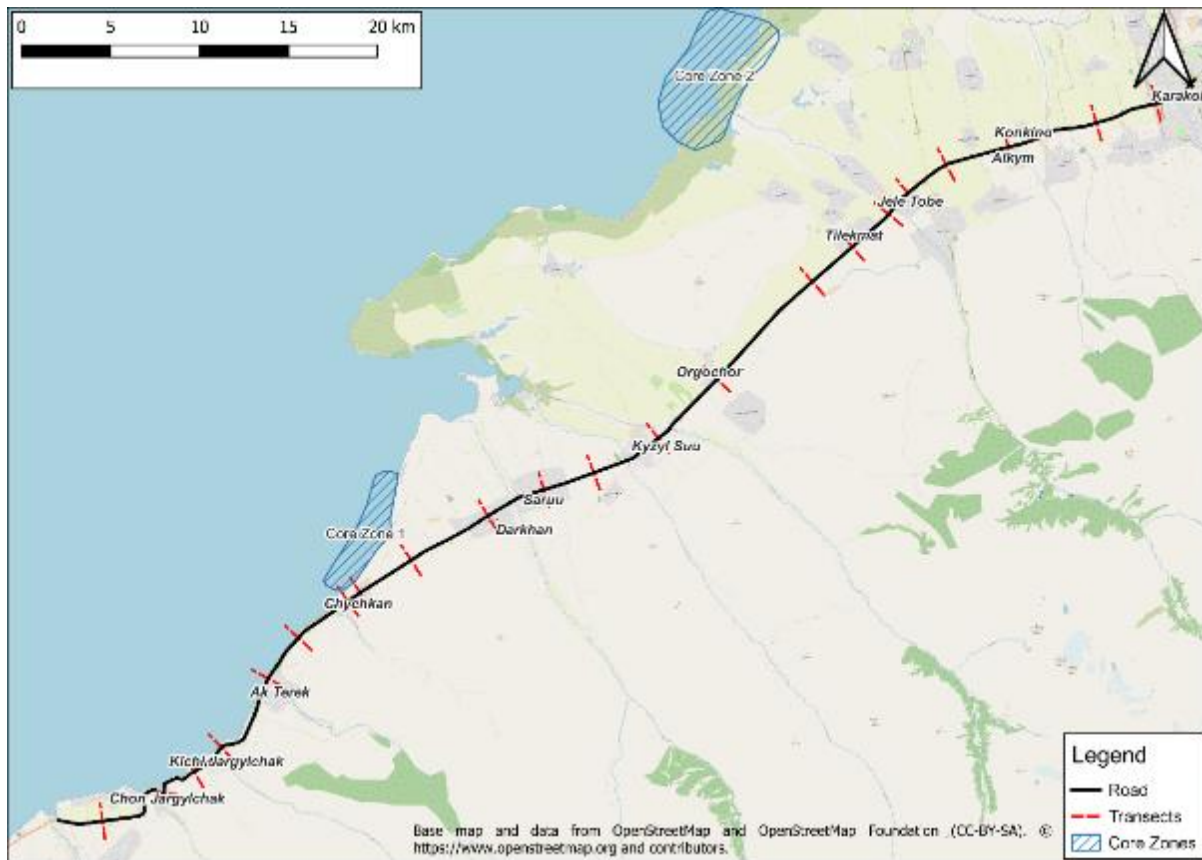 0 5 10 15 20 km
Core Zone 2
Karakol
Konkino
Alkym
Jele Tobe
Tilekmat
Orgochor
Kyzyl Suu
Saruu
Darkhan
Core Zone 1
Chychkan
Ak Terek
Kichi Jargylchak
Chon Jargylchak
Legend
Road
Transects
Core Zones
Base map and data from OpenStreetMap and OpenStreetMap Foundation (CC-BY-SA). ©
https://www.openstreetmap.org and contributors.